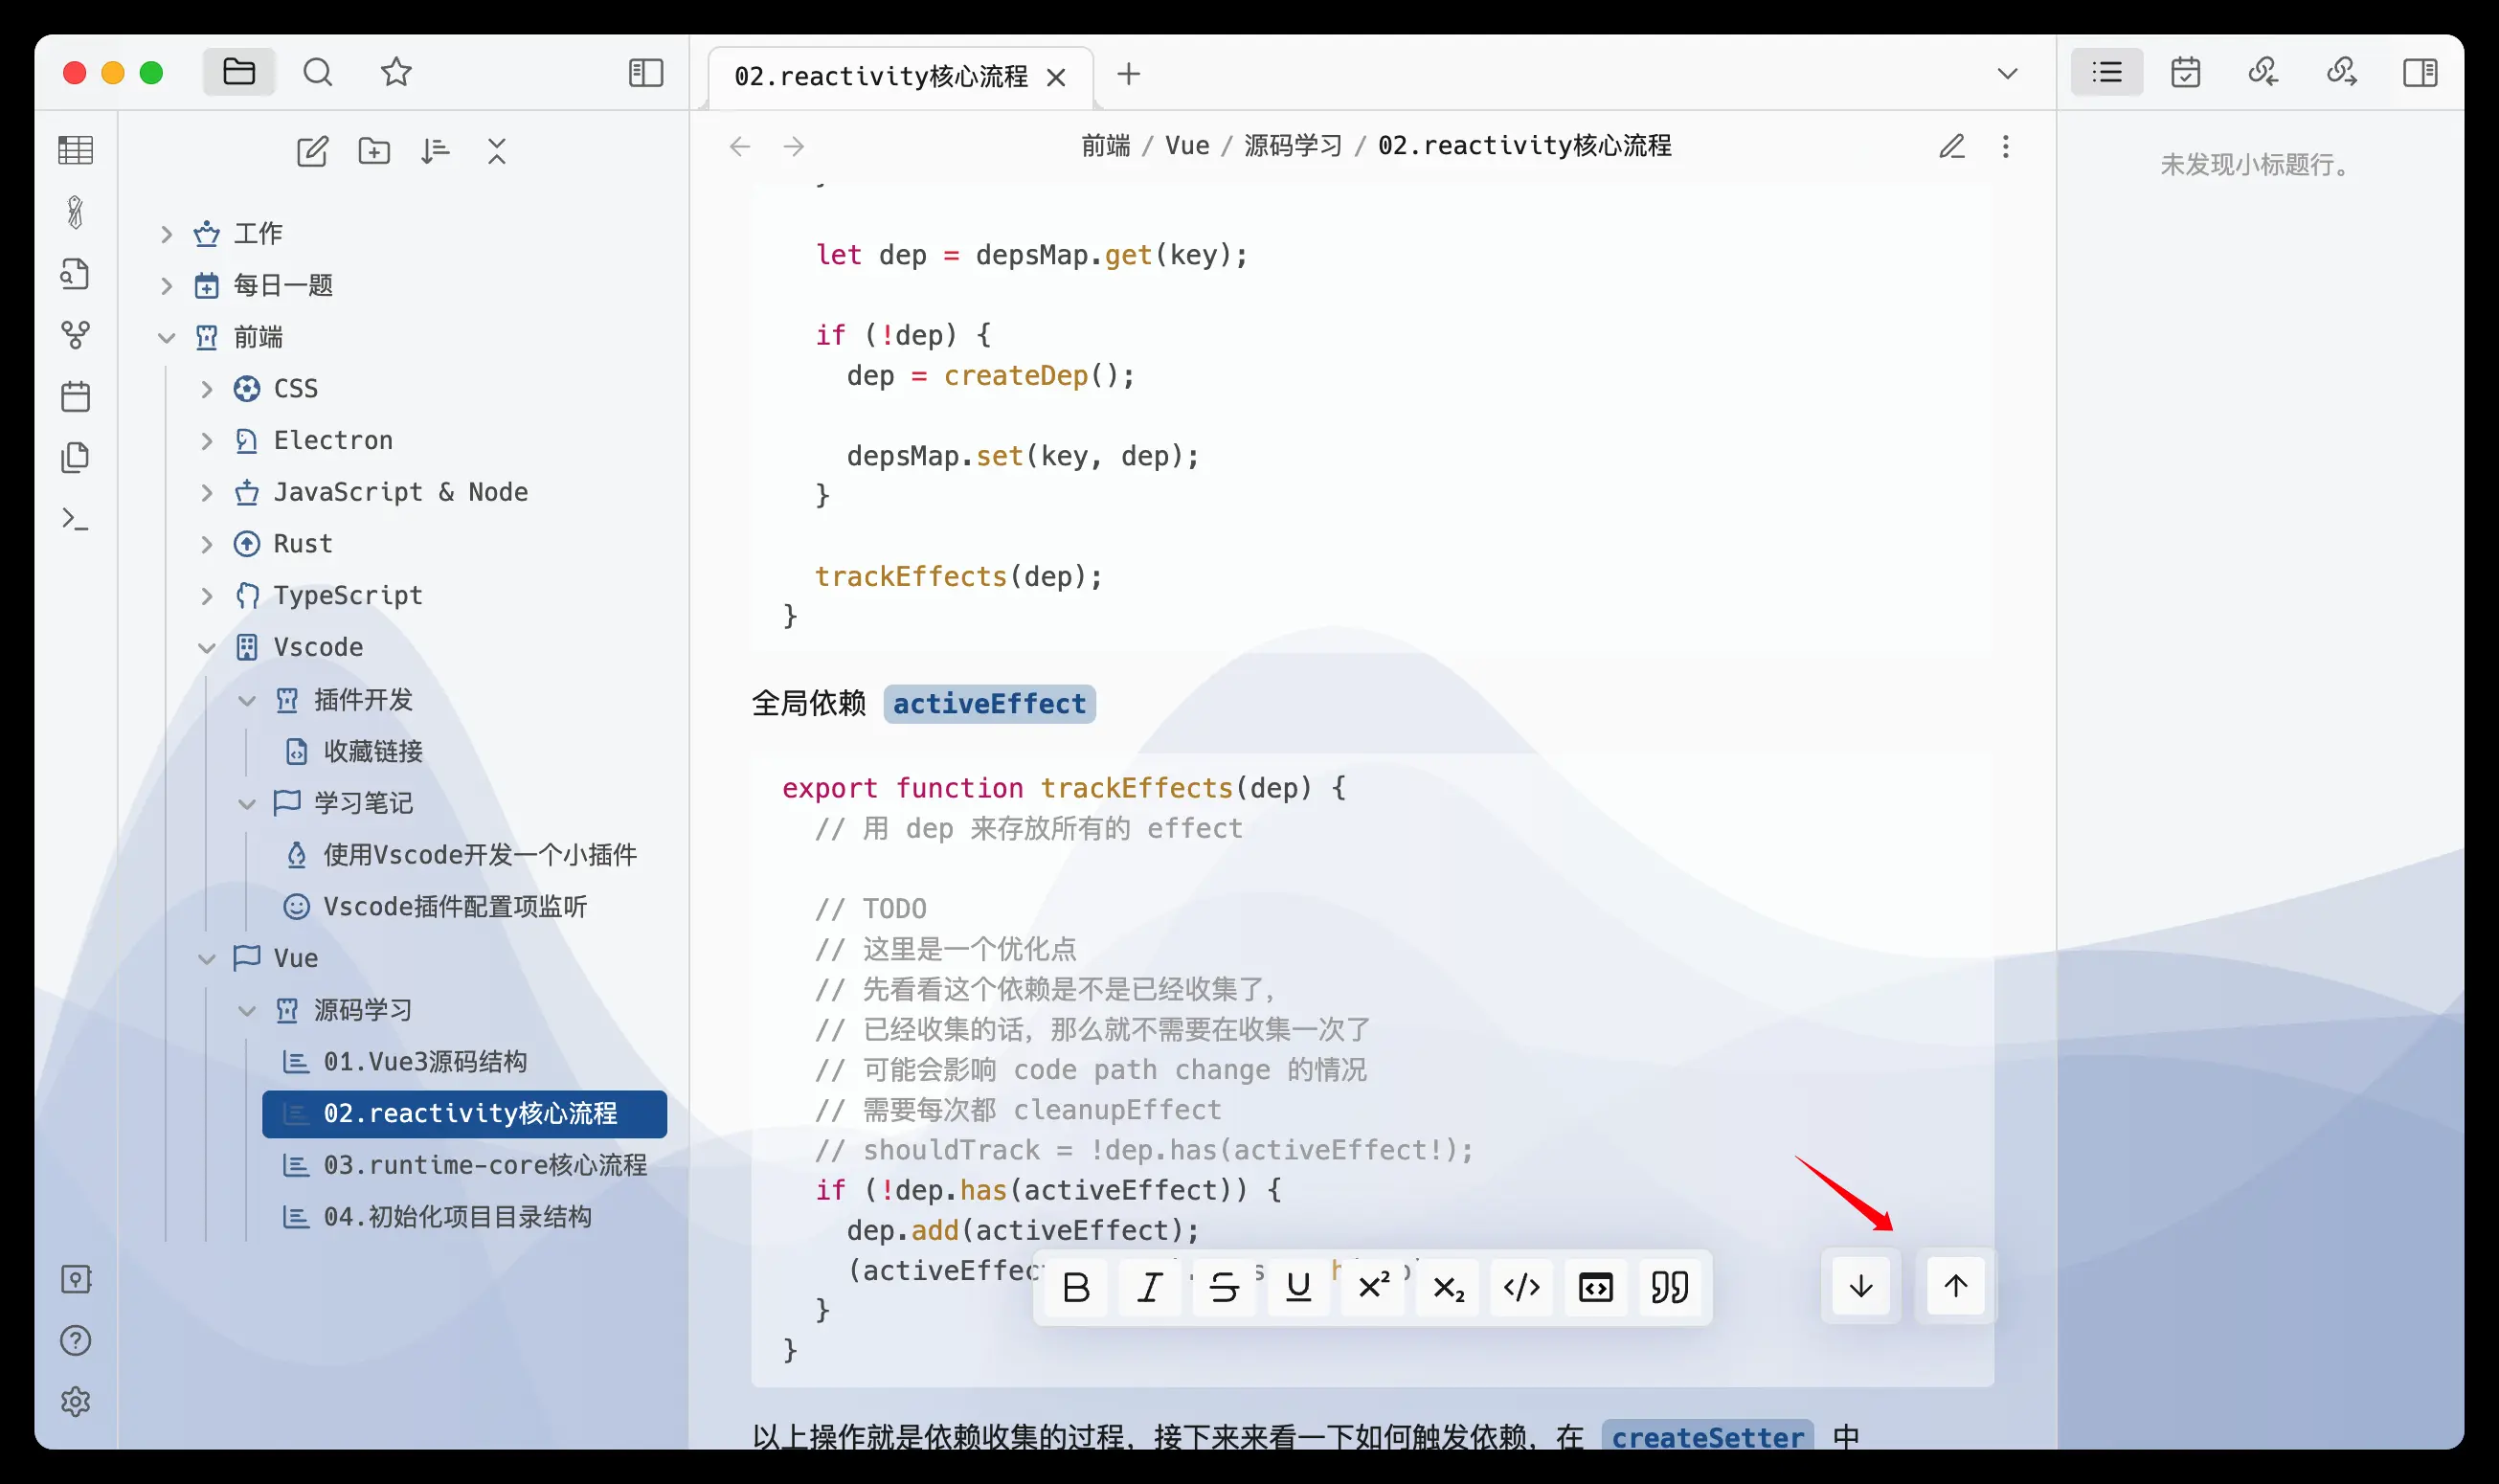 02.reactivity核心流程
前端 / Vue / 源码学习 / 02.reactivity核心流程
未发现小标题行。
工作
每日一题
前端
CSS
Electron
JavaScript & Node
Rust
TypeScript
Vscode
插件开发
收藏链接
学习笔记
使用Vscode开发一个小插件
Vscode插件配置项监听
Vue
源码学习
01.Vue3源码结构
02.reactivity核心流程
03.runtime-core核心流程
04.初始化项目目录结构
let dep = depsMap.get(key);
if (!dep) {
dep = createDep();
depsMap.set(key, dep);
}
trackEffects(dep);
}
全局依赖 activeEffect
export function trackEffects(dep) {
// 用 dep 来存放所有的 effect
// TODO
// 这里是一个优化点
// 先看看这个依赖是不是已经收集了,
// 已经收集的话，那么就不需要在收集一次了
// 可能会影响 code path change 的情况
// 需要每次都 cleanupEffect
// shouldTrack = !dep.has(activeEffect!);
if (!dep.has(activeEffect)) {
dep.add(activeEffect);
(activeEffec
}
}
B I S U X² X₂ </>
以上操作就是依赖收集的过程，接下来来看一下如何触发依赖，在 createSetter 中